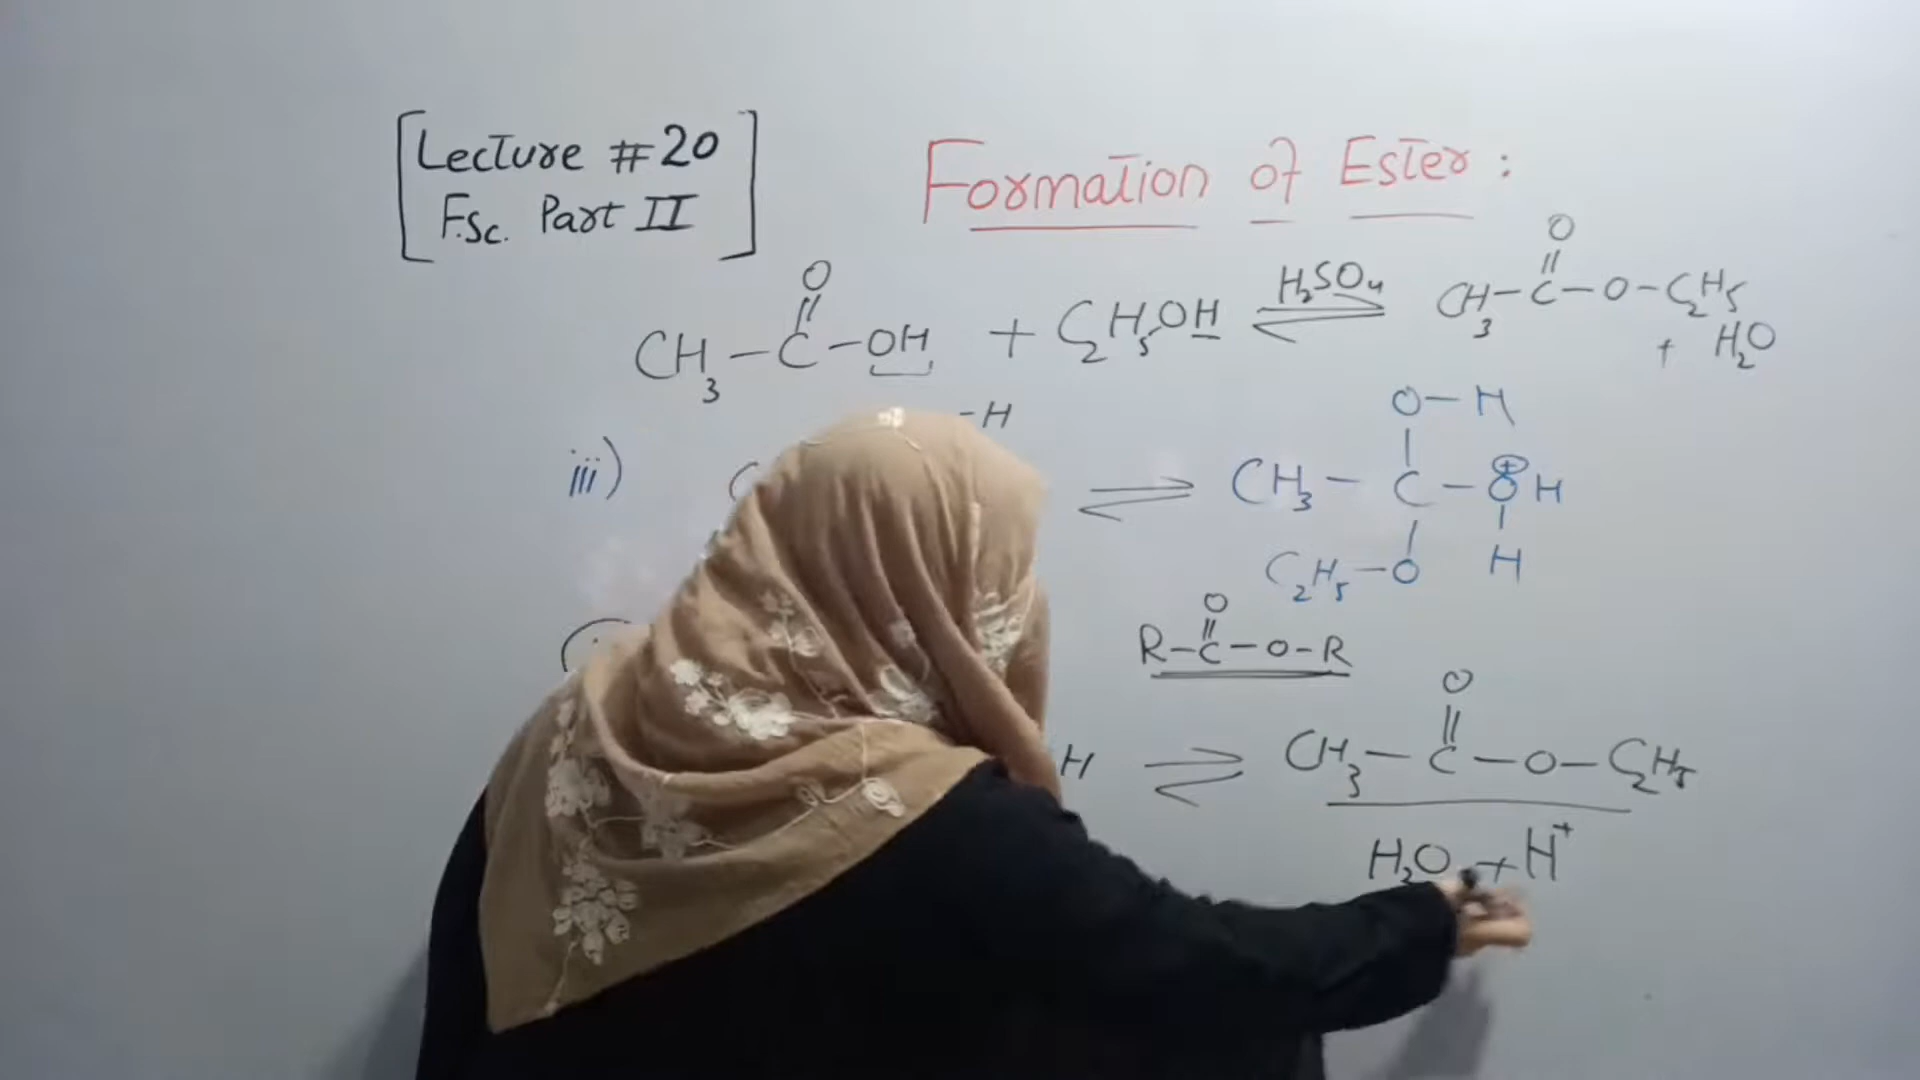 [Lecture #20
F.Sc. Part II]
Formation of Ester :
O
||
CH₃-C-OH + C₂H₅OH ⇌ H₂SO₄
O
||
CH₃-C-O-C₂H₅
+ H₂O
-H
iii)
⇌
O-H
|
CH₃-C-O⊕H
|
C₂H₅-O H
O
||
R-C-O-R
H ⇌
O
||
CH₃-C-O-C₂H₅
H₂O + H⁺